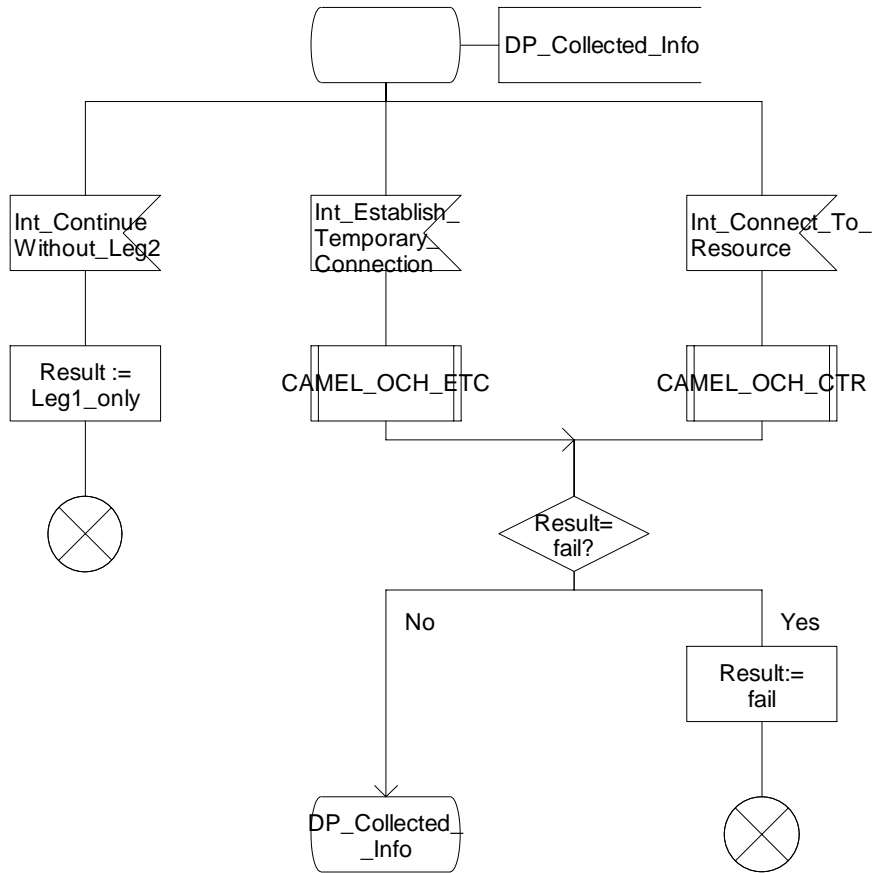 DP_Collected_Info
Int_Continue
Without_Leg2
Int_Establish_
Temporary_
Connection
Int_Connect_To_
Resource
Result :=
Leg1_only
CAMEL_OCH_ETC
CAMEL_OCH_CTR
Result=
fail?
No
Yes
Result:=
fail
DP_Collected_
_Info